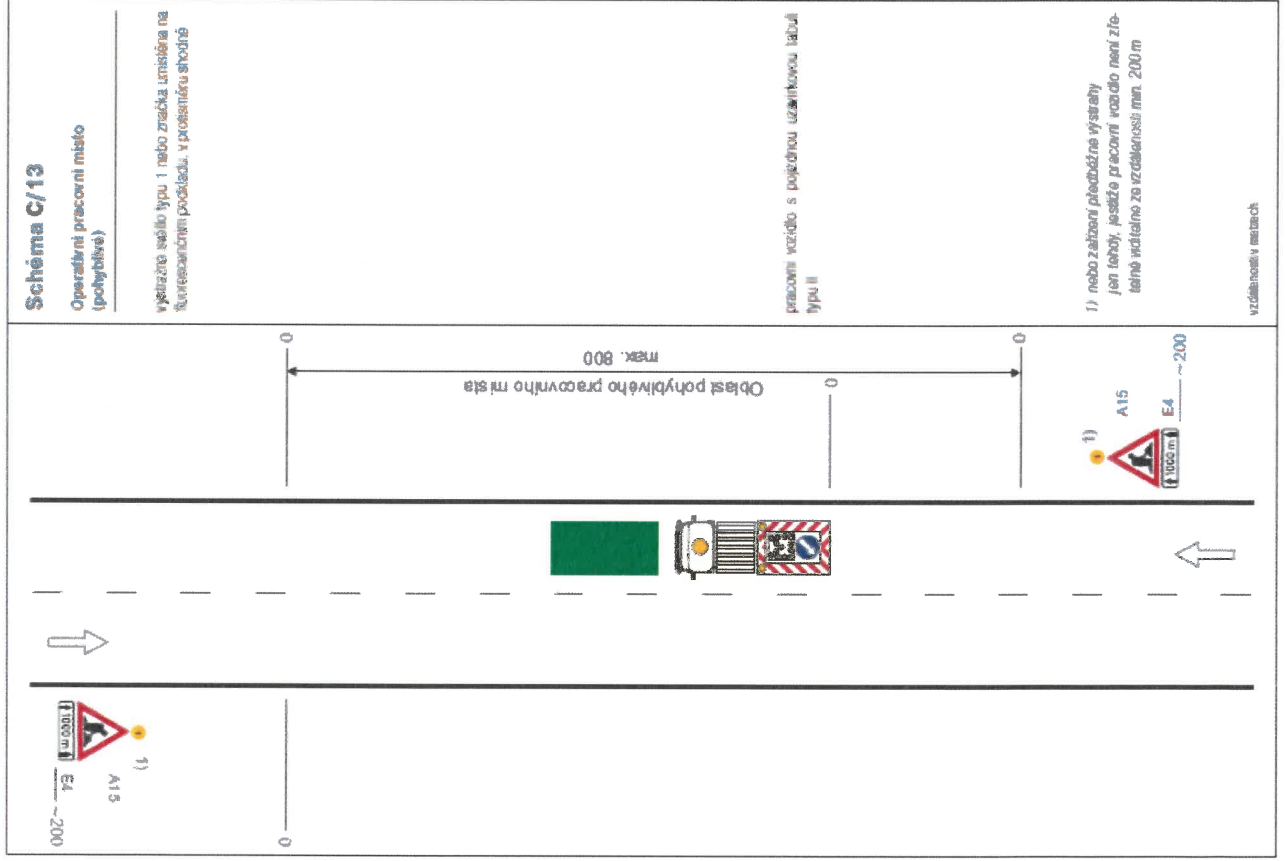 Schéma C/13
Operativní pracovní místo
(pohyblivé)
výstražné světlo typu 1 nebo značka umístěna na
fluorescenčním podkladu, v protisměru shodně
pracovní vozidlo s pojízdnou uzavírkovou tabulí
typu II
1) nebo zařízení předběžné výstrahy
jen tehdy, jestliže pracovní vozidlo není zře-
telně viditelné ze vzdálenosti min. 200 m
vzdálenosti v metrech
0
max. 800
Oblast pohyblivého pracovního místa
0
0
1)
A15
E4
~200
1000 m
1000 m
E4
A15
1)
~200
0